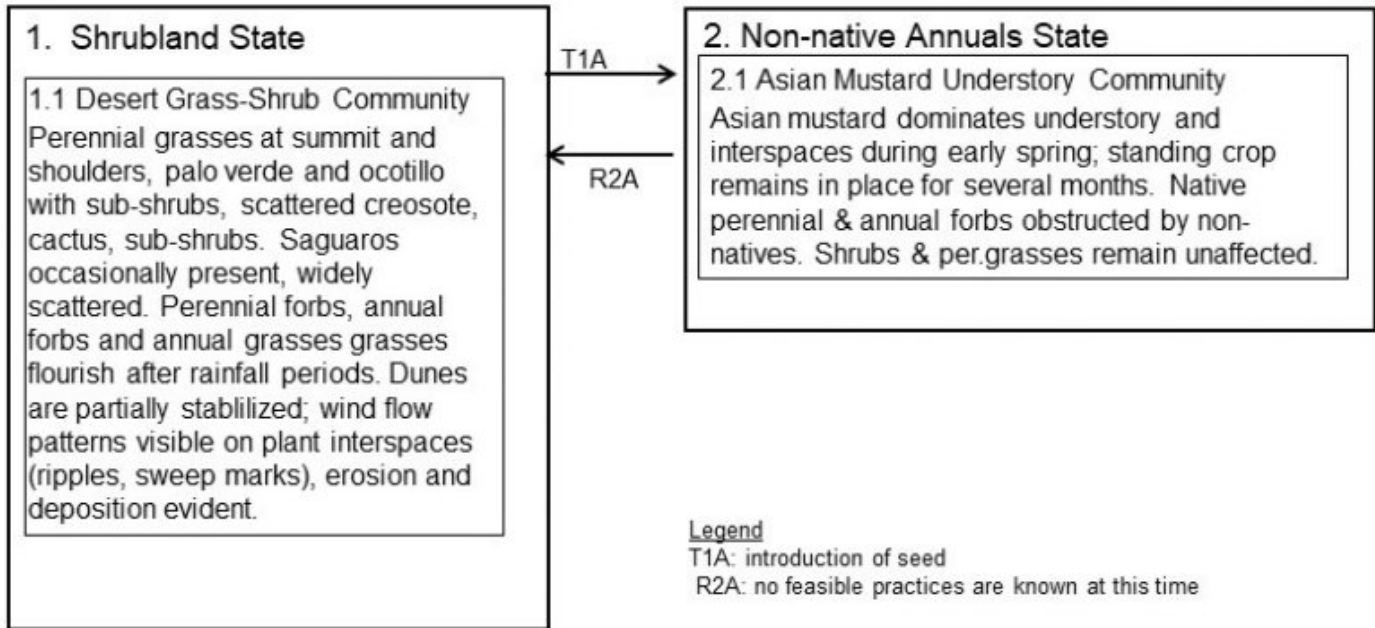 1. Shrubland State
1.1 Desert Grass-Shrub Community
Perennial grasses at summit and
shoulders, palo verde and ocotillo
with sub-shrubs, scattered creosote,
cactus, sub-shrubs. Saguaros
occasionally present, widely
scattered. Perennial forbs, annual
forbs and annual grasses grasses
flourish after rainfall periods. Dunes
are partially stablilized; wind flow
patterns visible on plant interspaces
(ripples, sweep marks), erosion and
deposition evident.
T1A
R2A
2. Non-native Annuals State
2.1 Asian Mustard Understory Community
Asian mustard dominates understory and
interspaces during early spring; standing crop
remains in place for several months. Native
perennial & annual forbs obstructed by non-
natives. Shrubs & per.grasses remain unaffected.
Legend
T1A: introduction of seed
R2A: no feasible practices are known at this time